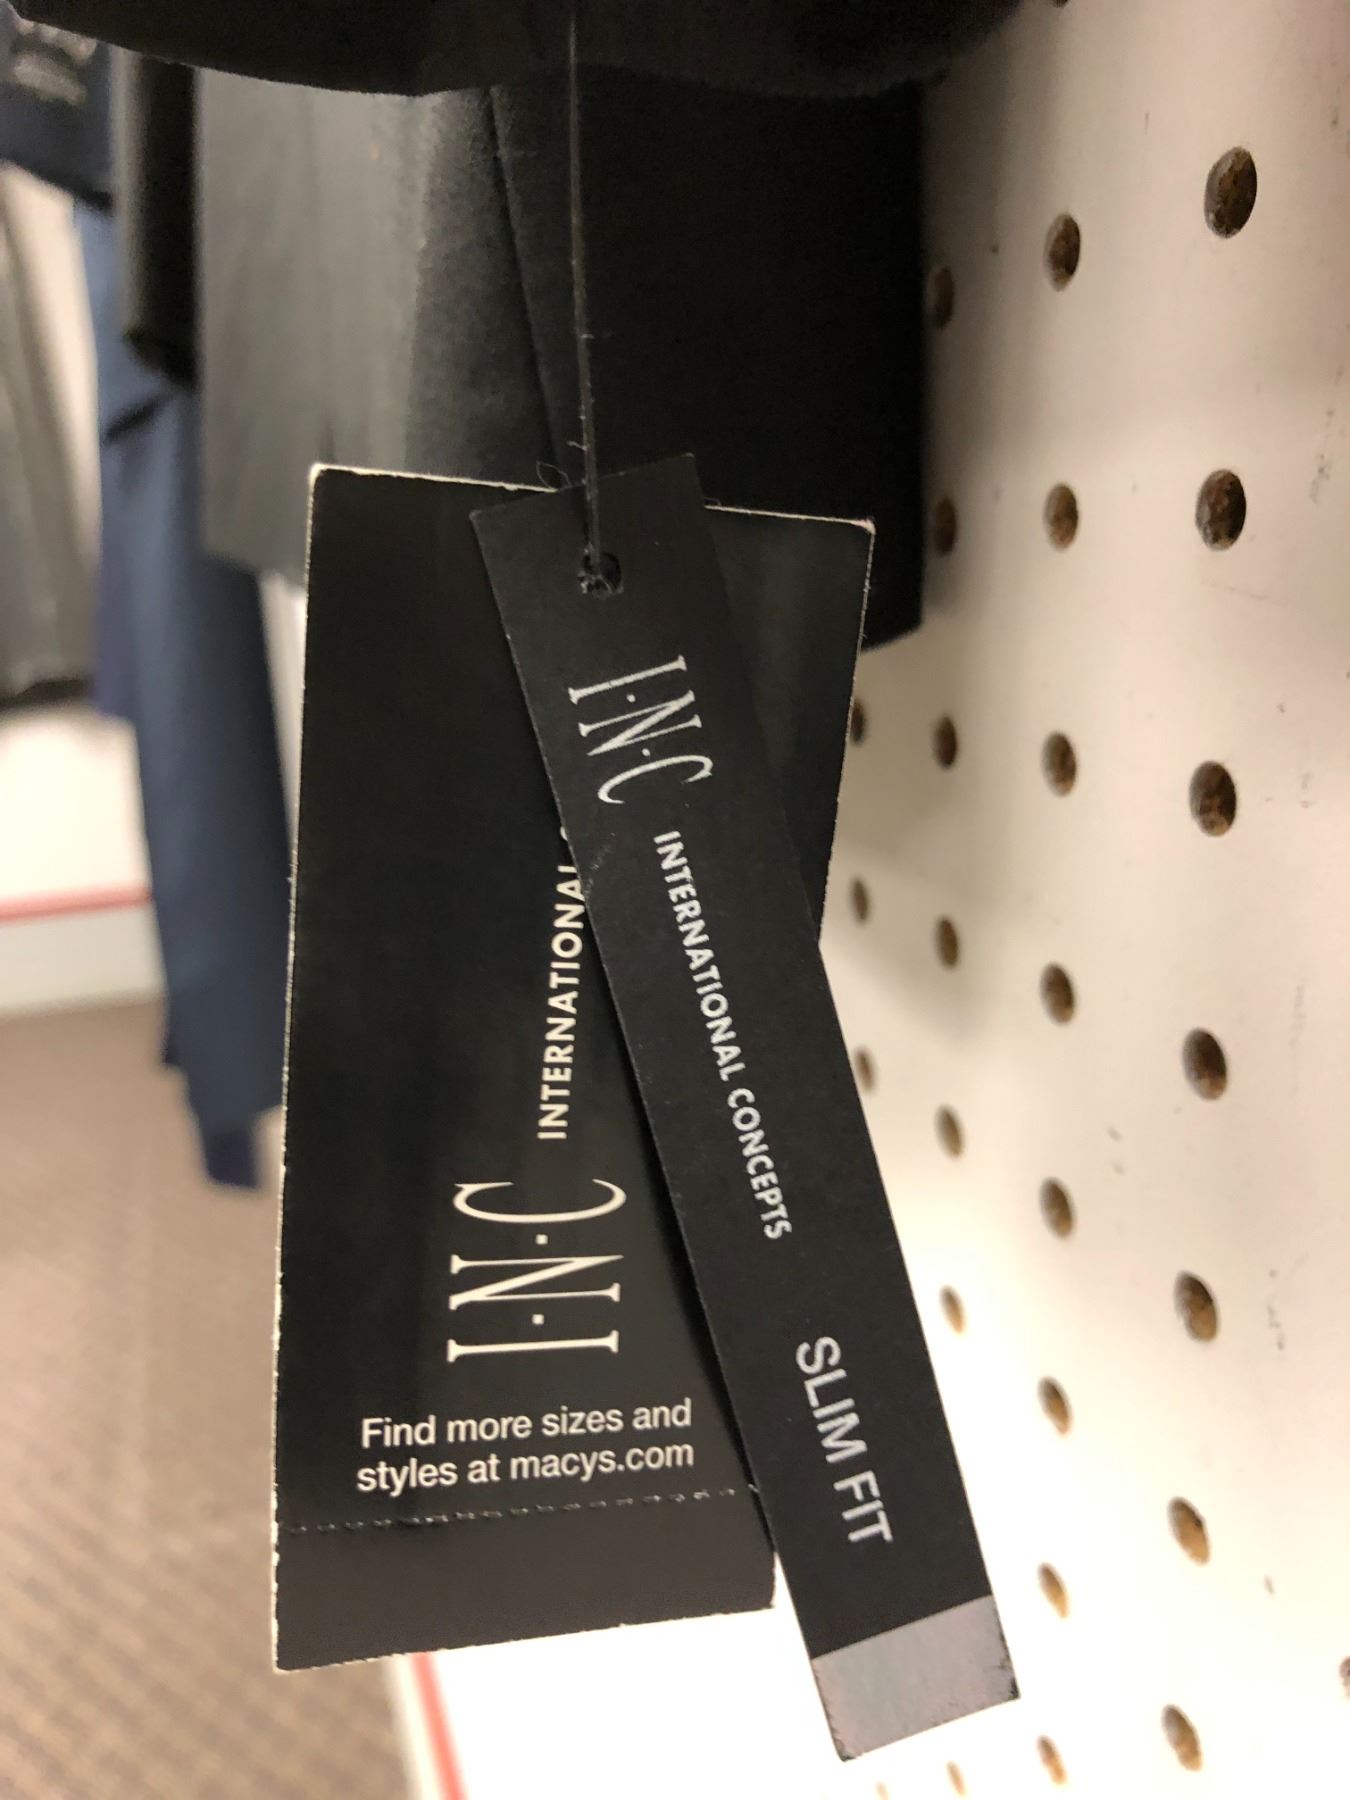 I·N·C INTERNATIONAL CONCEPTS
SLIM FIT
I·N·C INTERNATIONAL
Find more sizes and
styles at macys.com